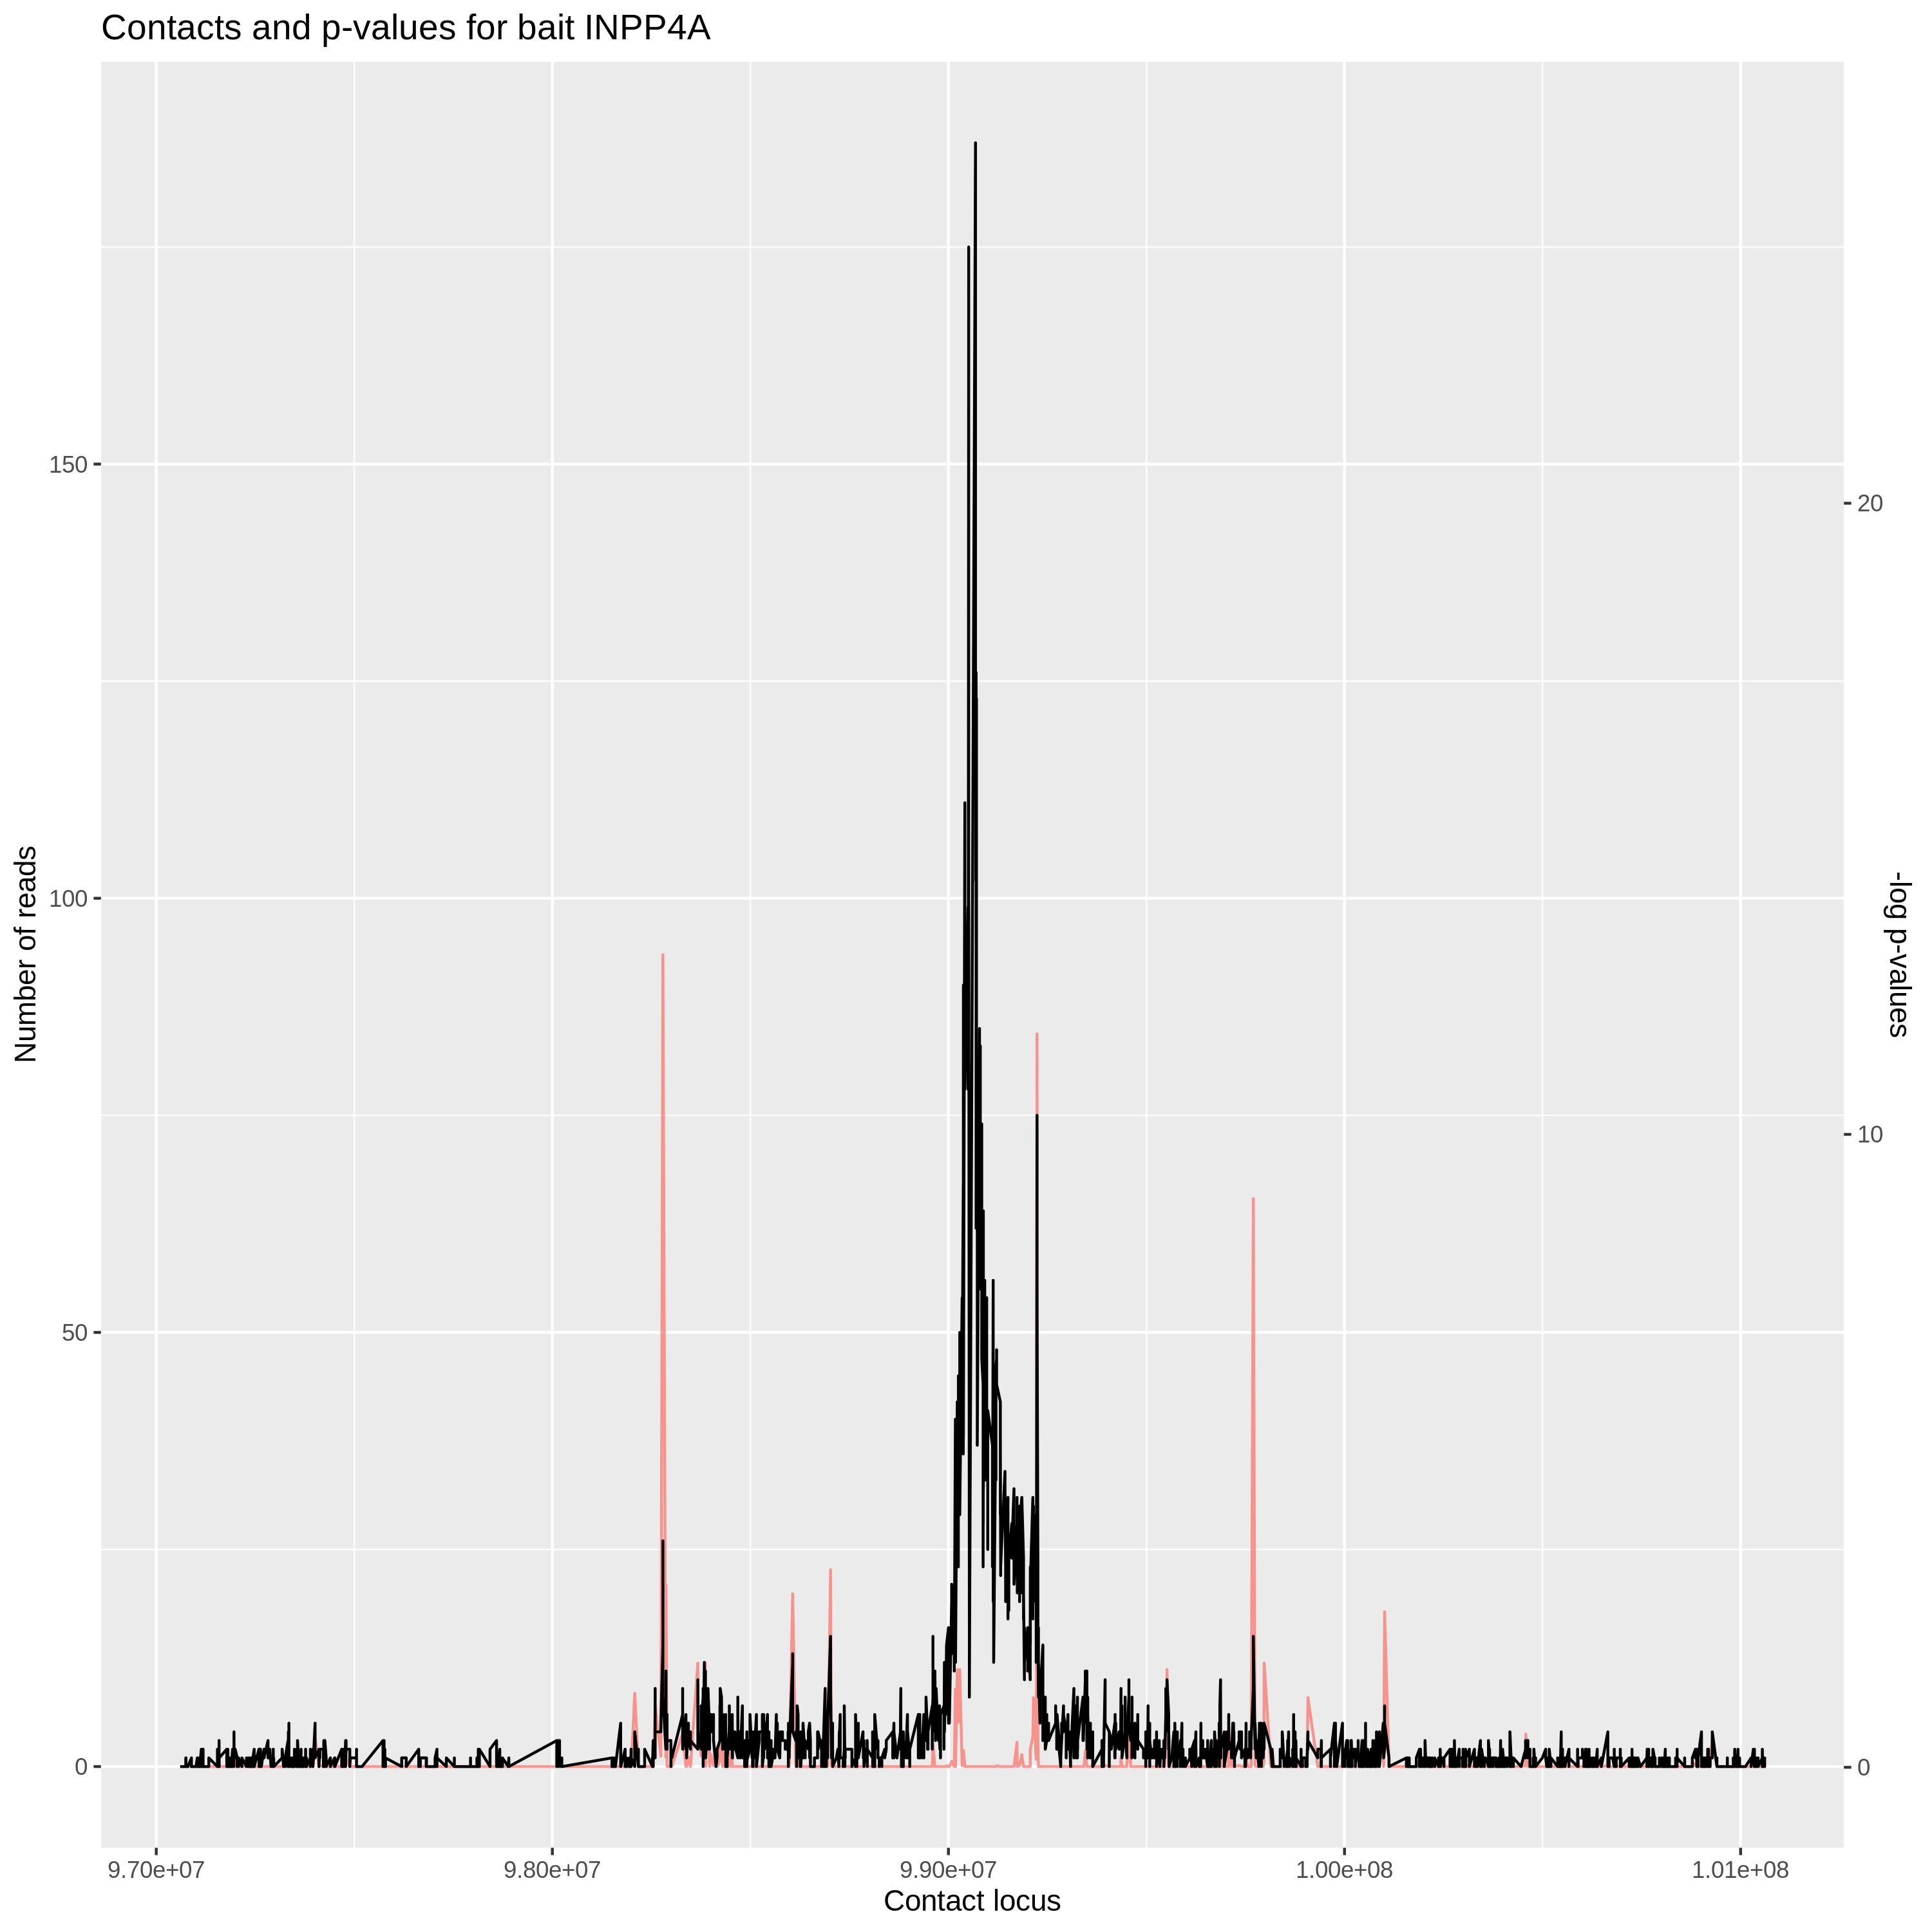 Contacts and p-values for bait INPP4A
150
100
50
0
Number of reads
20
10
0
-log p-values
9.70e+07 9.80e+07 9.90e+07 1.00e+08 1.01e+08
Contact locus